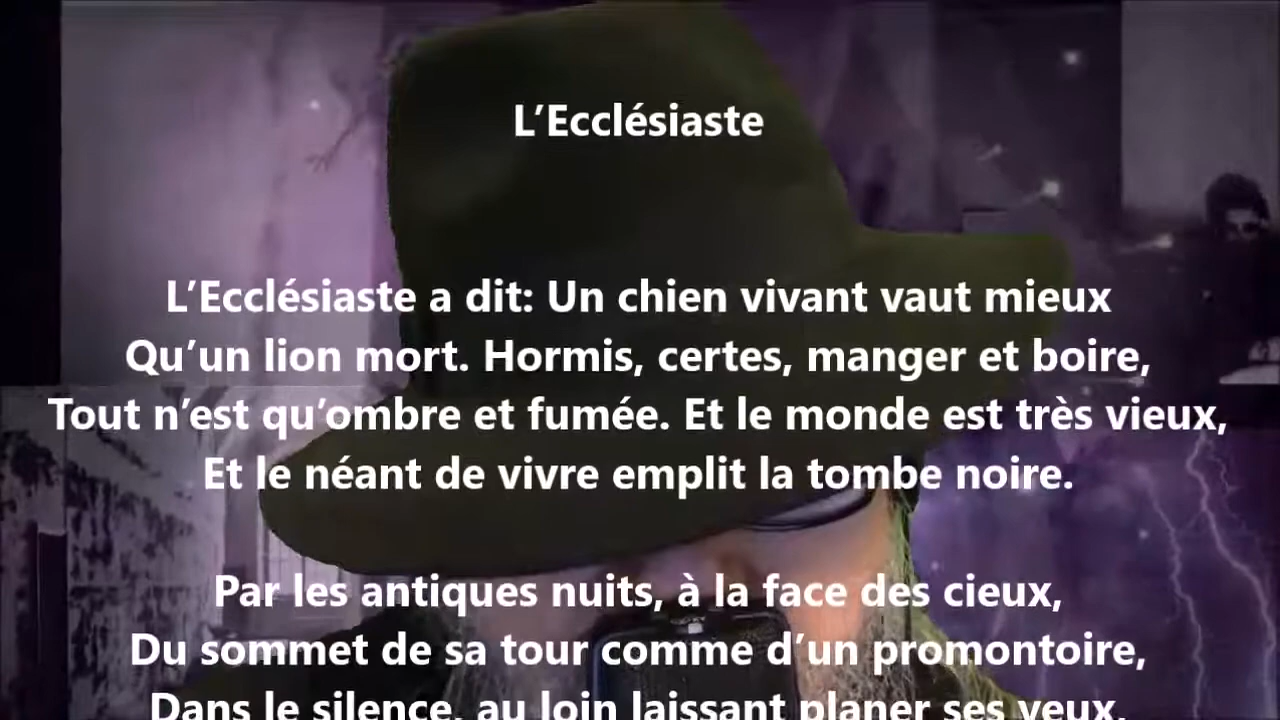 L’Ecclésiaste
L’Ecclésiaste a dit: Un chien vivant vaut mieux
Qu’un lion mort. Hormis, certes, manger et boire,
Tout n’est qu’ombre et fumée. Et le monde est très vieux,
Et le néant de vivre emplit la tombe noire.
Par les antiques nuits, à la face des cieux,
Du sommet de sa tour comme d’un promontoire,
Dans le silence, au loin laissant planer ses yeux,